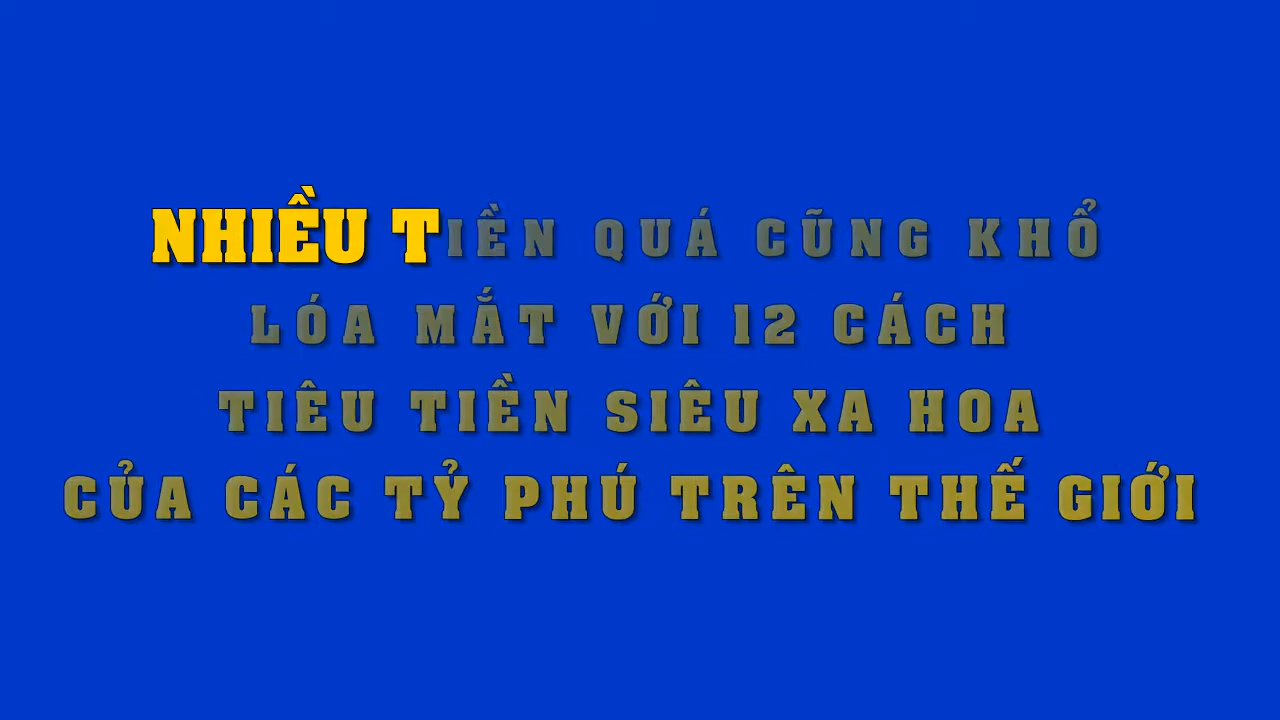 NHIỀU TIỀN QUÁ CŨNG KHỔ
LÓA MẮT VỚI 12 CÁCH
TIÊU TIỀN SIÊU XA HOA
CỦA CÁC TỶ PHÚ TRÊN THẾ GIỚI